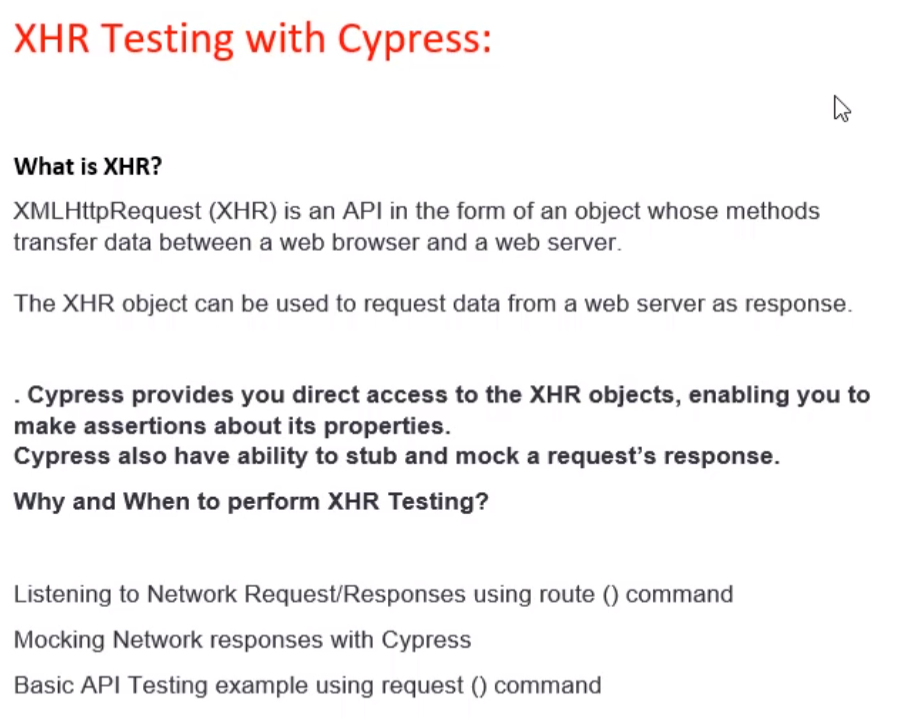 XHR Testing with Cypress:
What is XHR?
XMLHttpRequest (XHR) is an API in the form of an object whose methods
transfer data between a web browser and a web server.
The XHR object can be used to request data from a web server as response.
. Cypress provides you direct access to the XHR objects, enabling you to
make assertions about its properties.
Cypress also have ability to stub and mock a request’s response.
Why and When to perform XHR Testing?
Listening to Network Request/Responses using route () command
Mocking Network responses with Cypress
Basic API Testing example using request () command